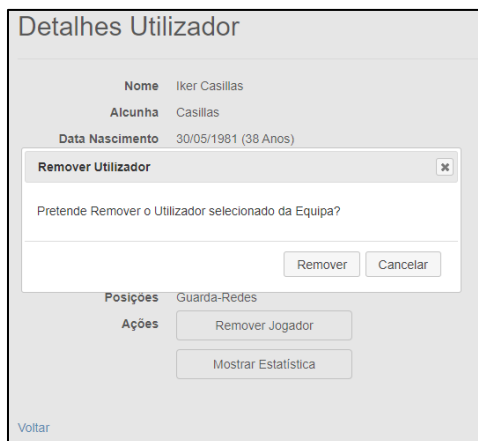 Detalhes Utilizador
Nome Iker Casillas
Alcunha Casillas
Data Nascimento 30/05/1981 (38 Anos)
Remover Utilizador
Pretende Remover o Utilizador selecionado da Equipa?
Remover Cancelar
Posições Guarda-Redes
Ações Remover Jogador
Mostrar Estatística
Voltar